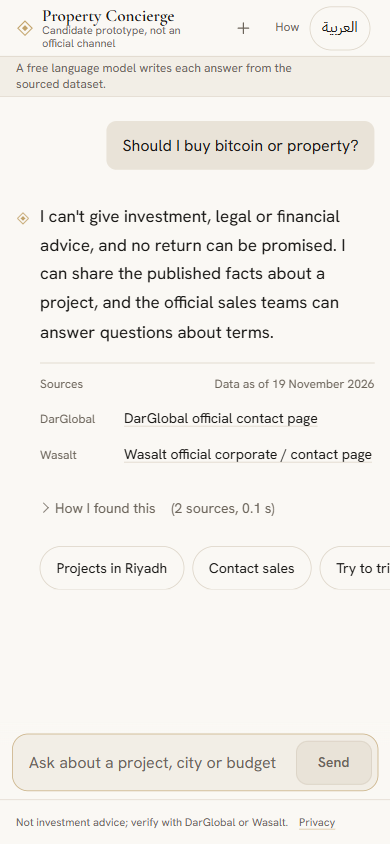 Property Concierge
Candidate prototype, not an
official channel
+
How
العربية
A free language model writes each answer from the
sourced dataset.
Should I buy bitcoin or property?
I can't give investment, legal or financial
advice, and no return can be promised. I
can share the published facts about a
project, and the official sales teams can
answer questions about terms.
Sources
Data as of 19 November 2026
DarGlobal
DarGlobal official contact page
Wasalt
Wasalt official corporate / contact page
How I found this (2 sources, 0.1 s)
Projects in Riyadh
Contact sales
Try to tri
Ask about a project, city or budget
Send
Not investment advice; verify with DarGlobal or Wasalt. Privacy